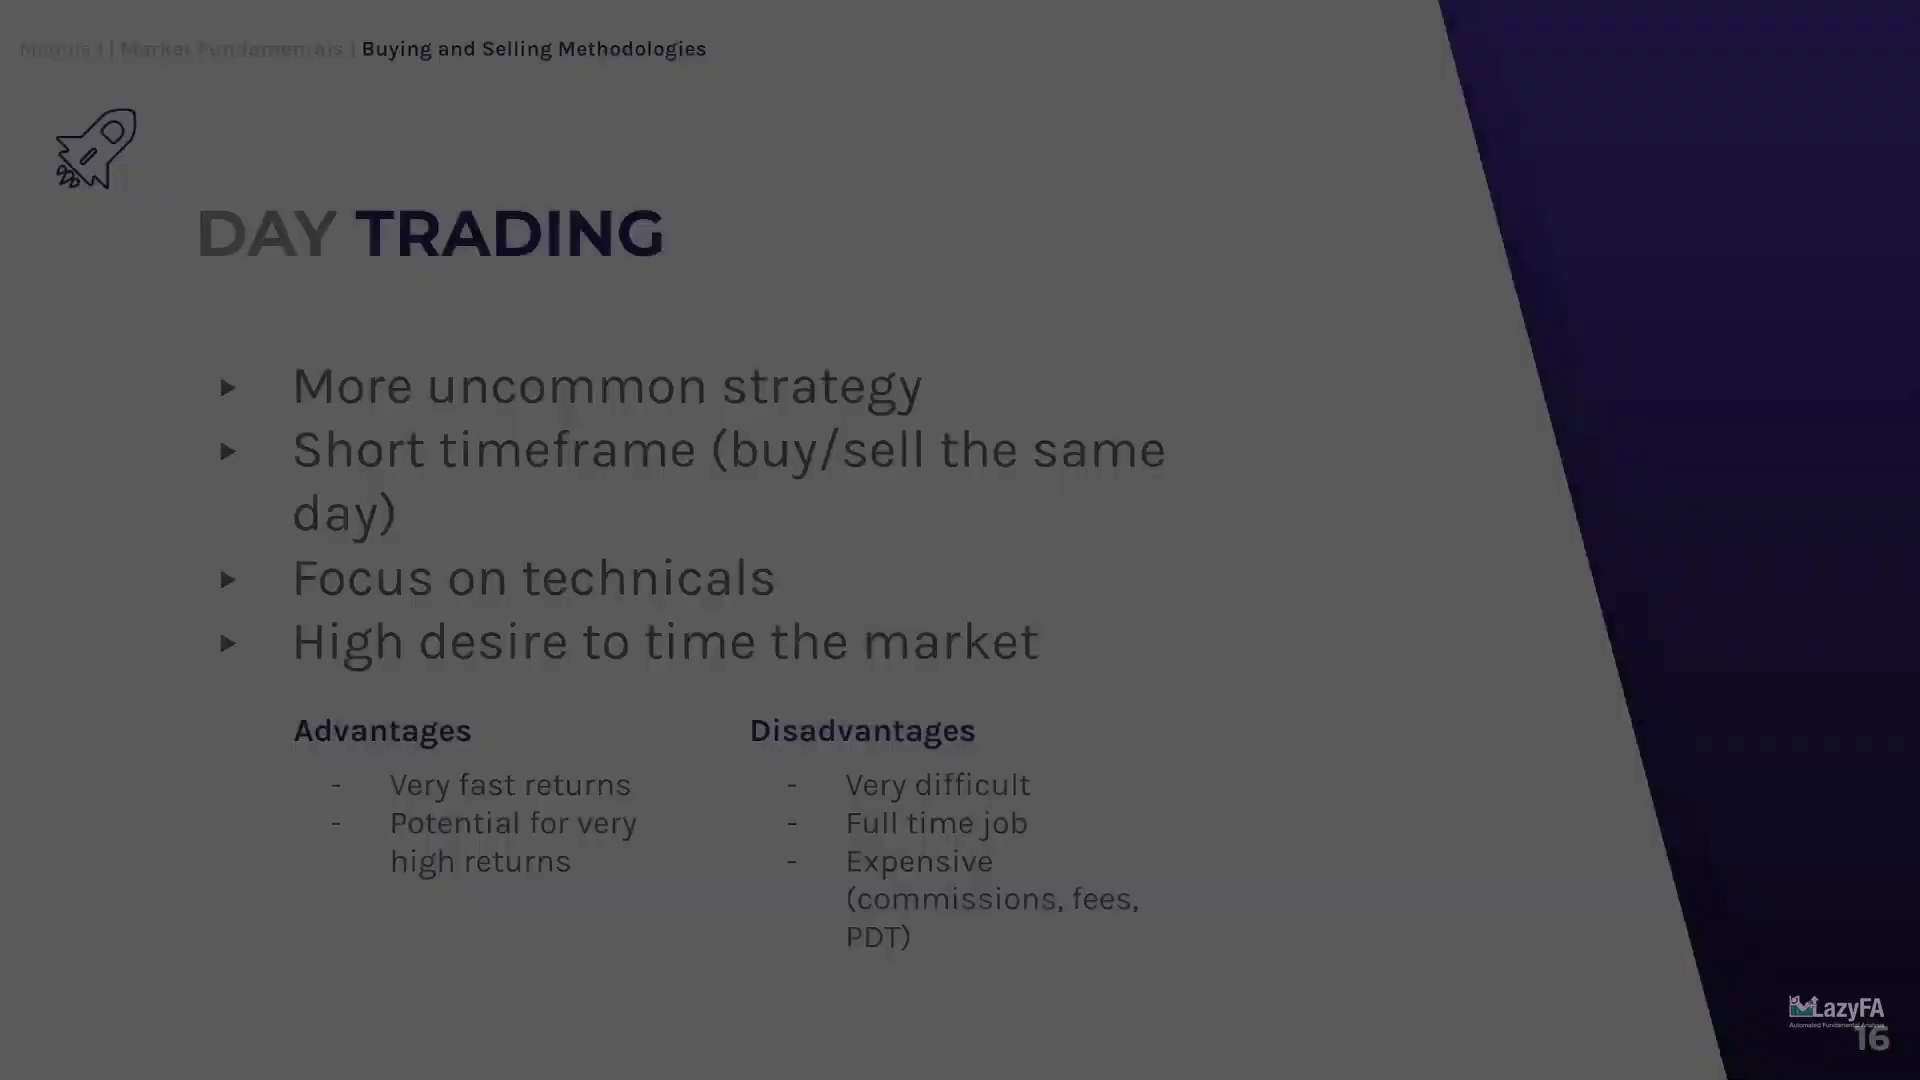 Module 1 | Market Fundamentals | Buying and Selling Methodologies
DAY TRADING
▸ More uncommon strategy
▸ Short timeframe (buy/sell the same
day)
▸ Focus on technicals
▸ High desire to time the market
Advantages
- Very fast returns
- Potential for very
high returns
Disadvantages
- Very difficult
- Full time job
- Expensive
(commissions, fees,
PDT)
LazyFA
Automated Fundamental Analysis
16